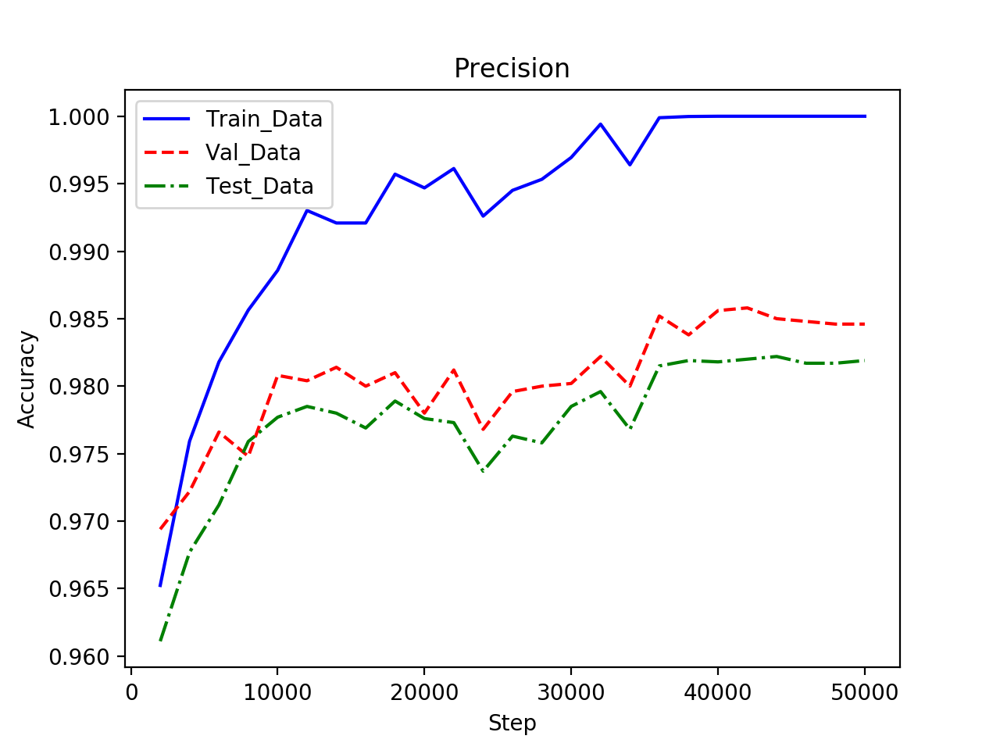 Precision
Train_Data
Val_Data
Test_Data
1.000
0.995
0.990
0.985
0.980
0.975
0.970
0.965
0.960
Accuracy
0 10000 20000 30000 40000 50000
Step